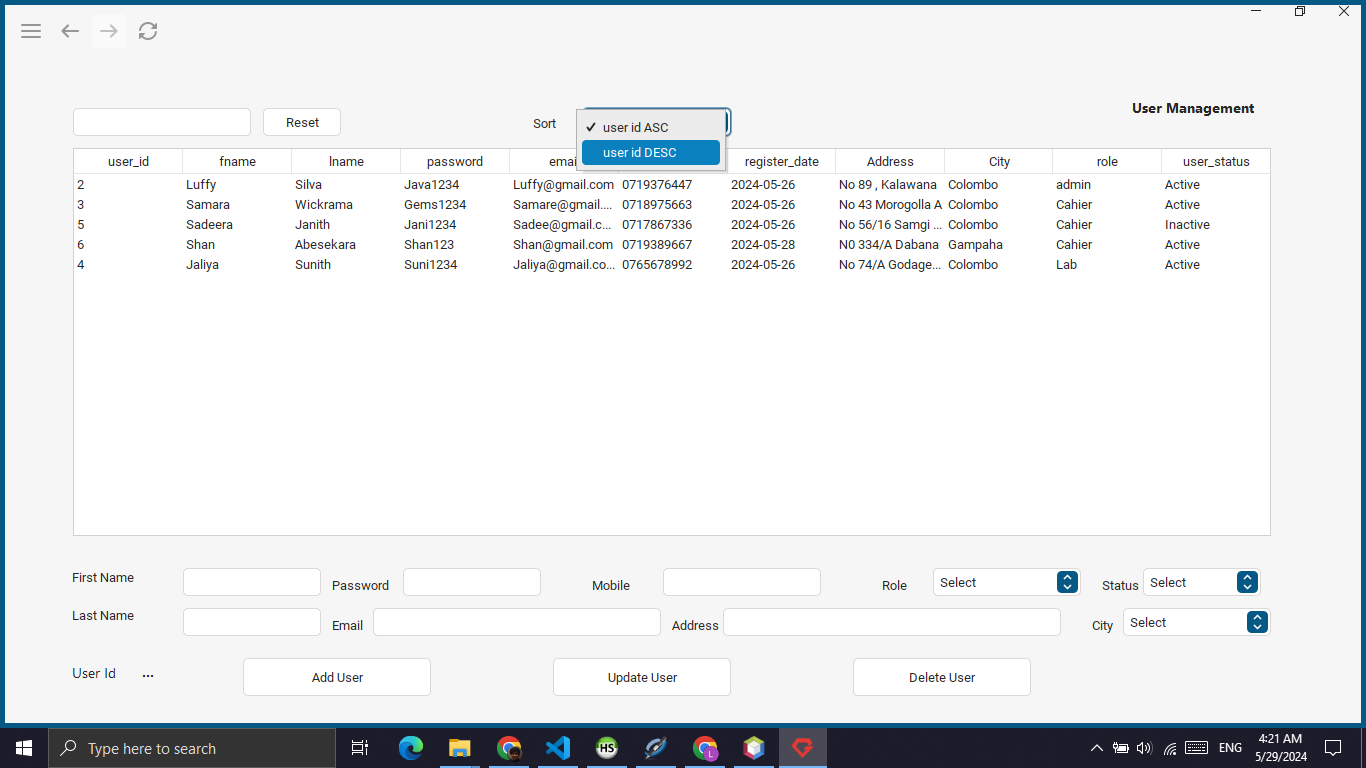 User Management
Reset
Sort
user id ASC
user id DESC
user_id fname lname password emai register_date Address City role user_status
2 Luffy Silva Java1234 Luffy@gmail.com 0719376447 2024-05-26 No 89 , Kalawana Colombo admin Active
3 Samara Wickrama Gems1234 Samare@gmail.... 0718975663 2024-05-26 No 43 Morogolla A Colombo Cahier Active
5 Sadeera Janith Jani1234 Sadee@gmail.c... 0717867336 2024-05-26 No 56/16 Samgi ... Colombo Cahier Inactive
6 Shan Abesekara Shan123 Shan@gmail.com 0719389667 2024-05-28 N0 334/A Dabana Gampaha Cahier Active
4 Jaliya Sunith Suni1234 Jaliya@gmail.co... 0765678992 2024-05-26 No 74/A Godage... Colombo Lab Active
First Name Password Mobile Role Select Status Select
Last Name Email Address City Select
User Id ... Add User Update User Delete User
Type here to search
HS
L
ENG
4:21 AM
5/29/2024